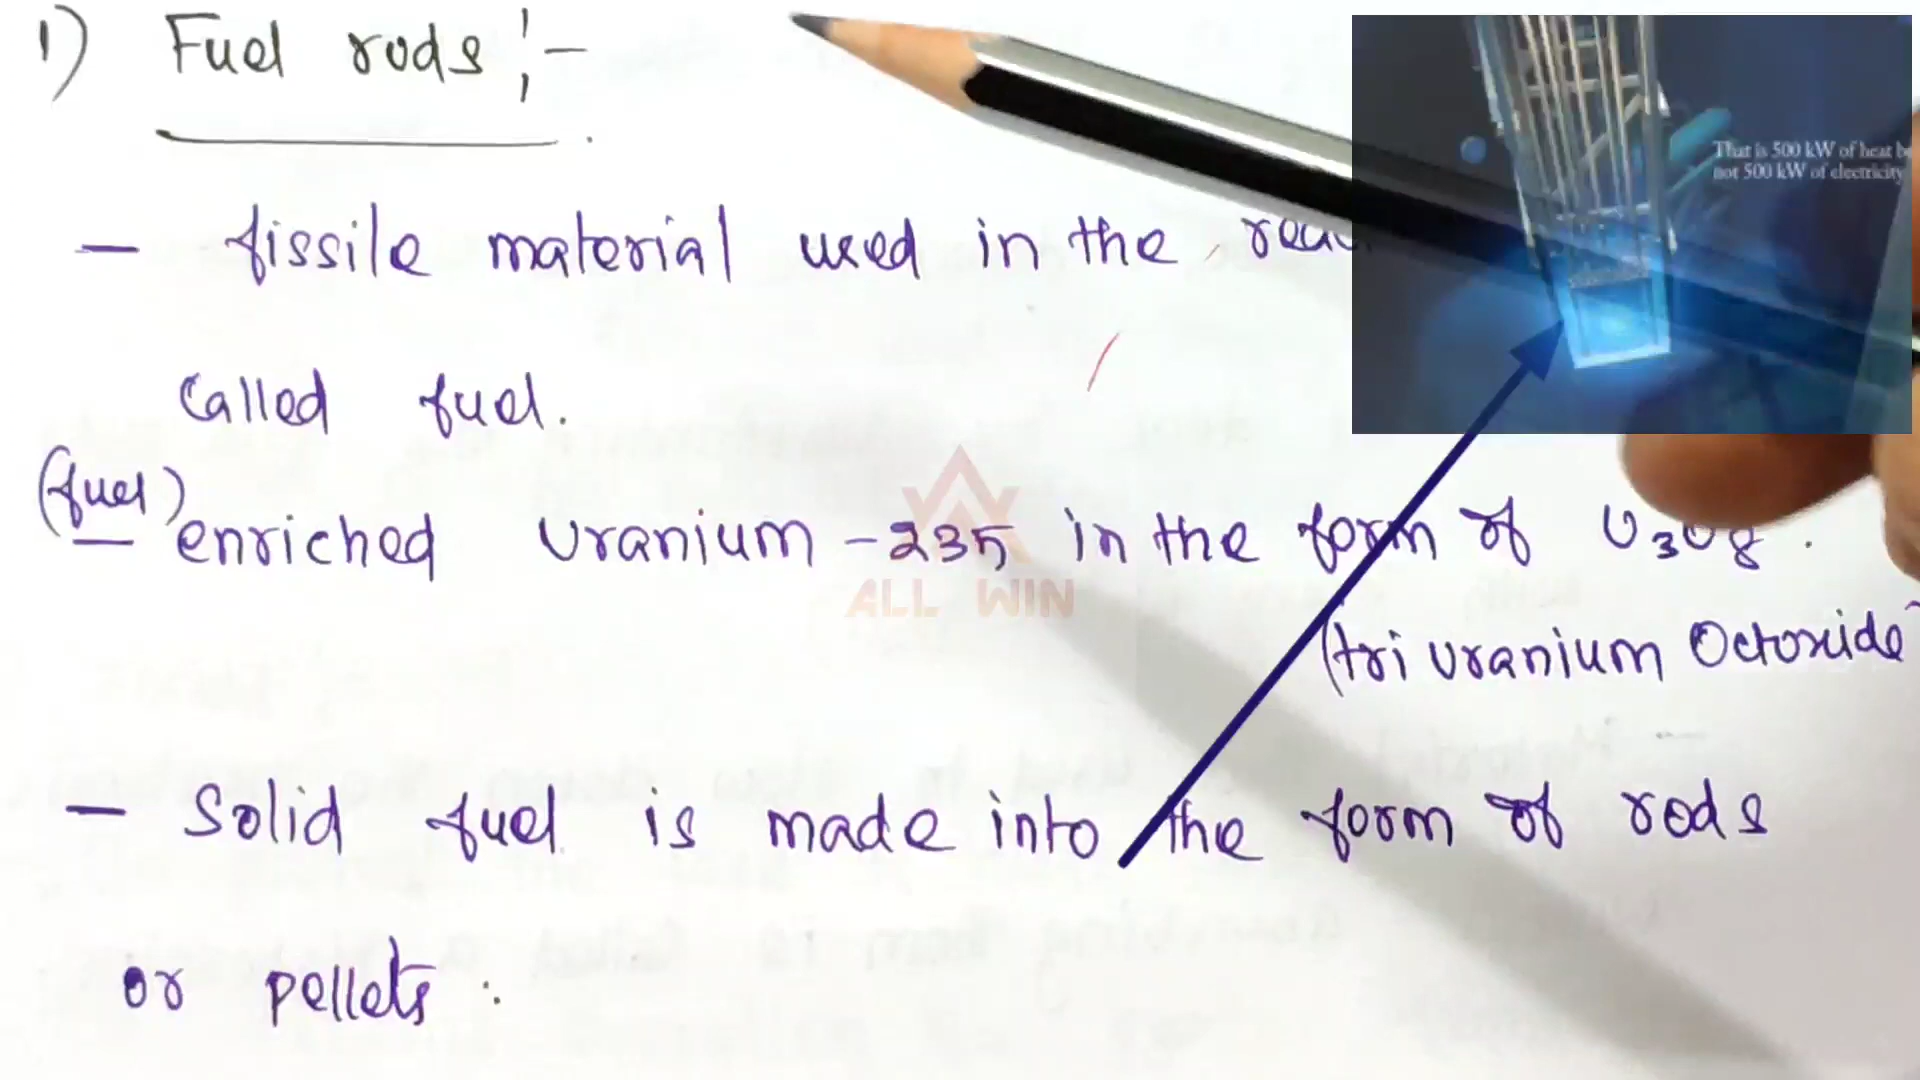 1) Fuel rods :-
That is 500 kW of heat
not 500 kW of electricity
- fissile material used in the
called fuel.
(fuel)
- enriched Uranium - 235 in the form of U3O8.
ALL WIN
(tri uranium Octoxide
- Solid fuel is made into the form of rods
or pellets.